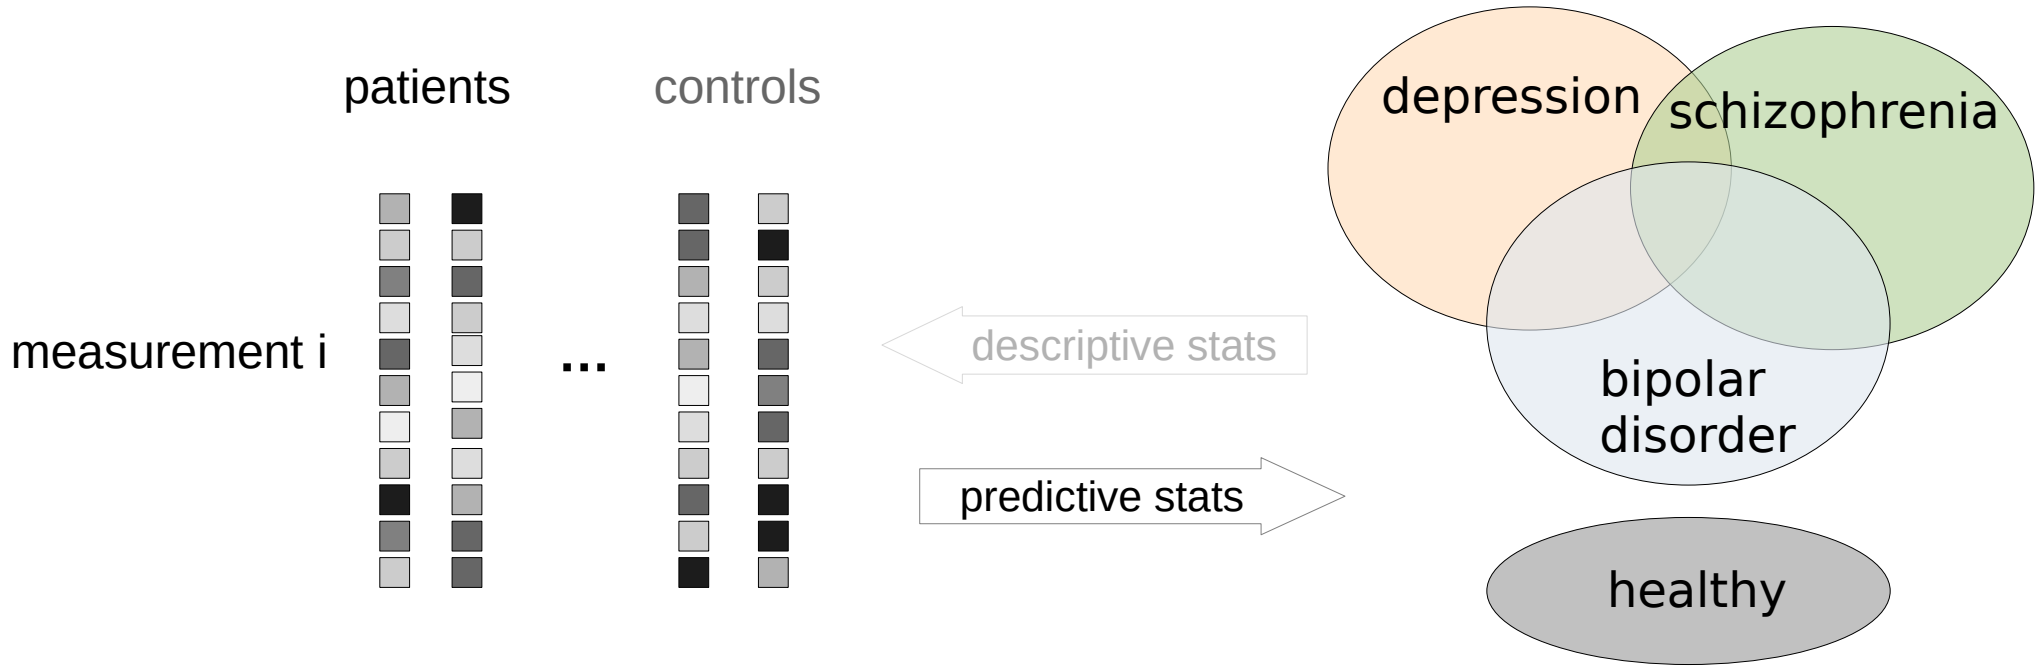 patients
controls
measurement i
...
descriptive stats
predictive stats
depression
schizophrenia
bipolar
disorder
healthy